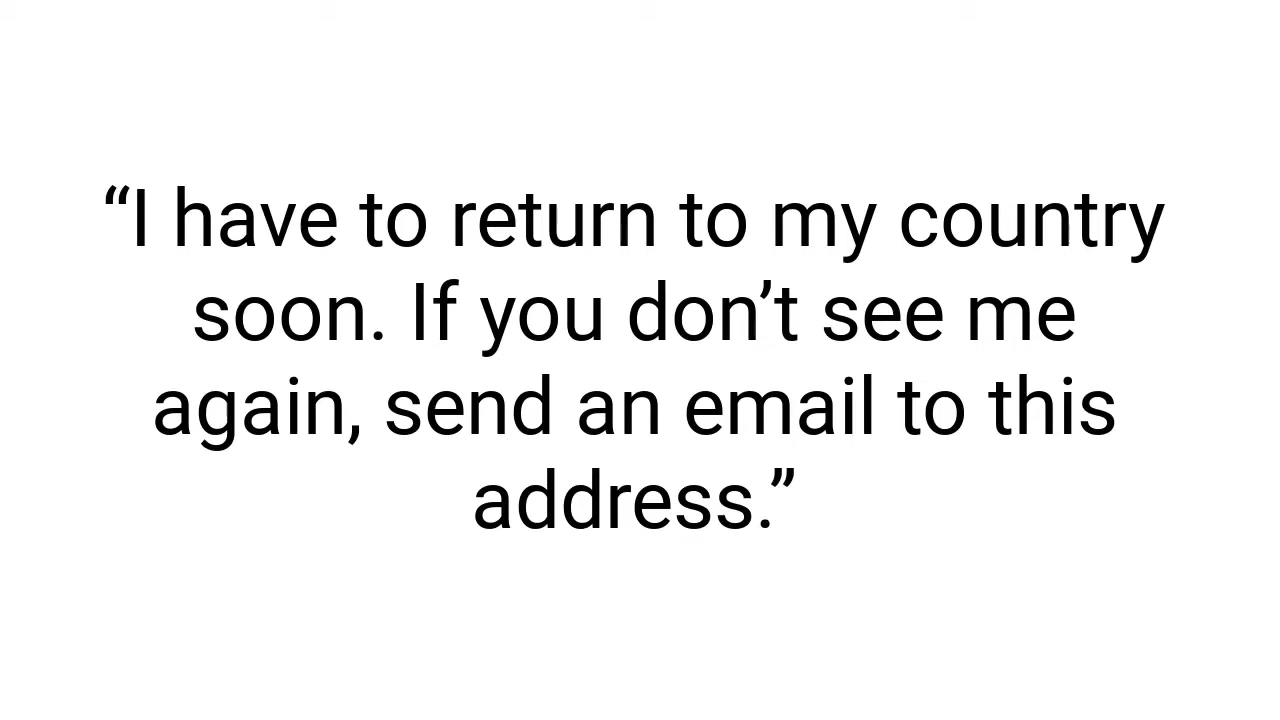 “I have to return to my country
soon. If you don’t see me
again, send an email to this
address.”